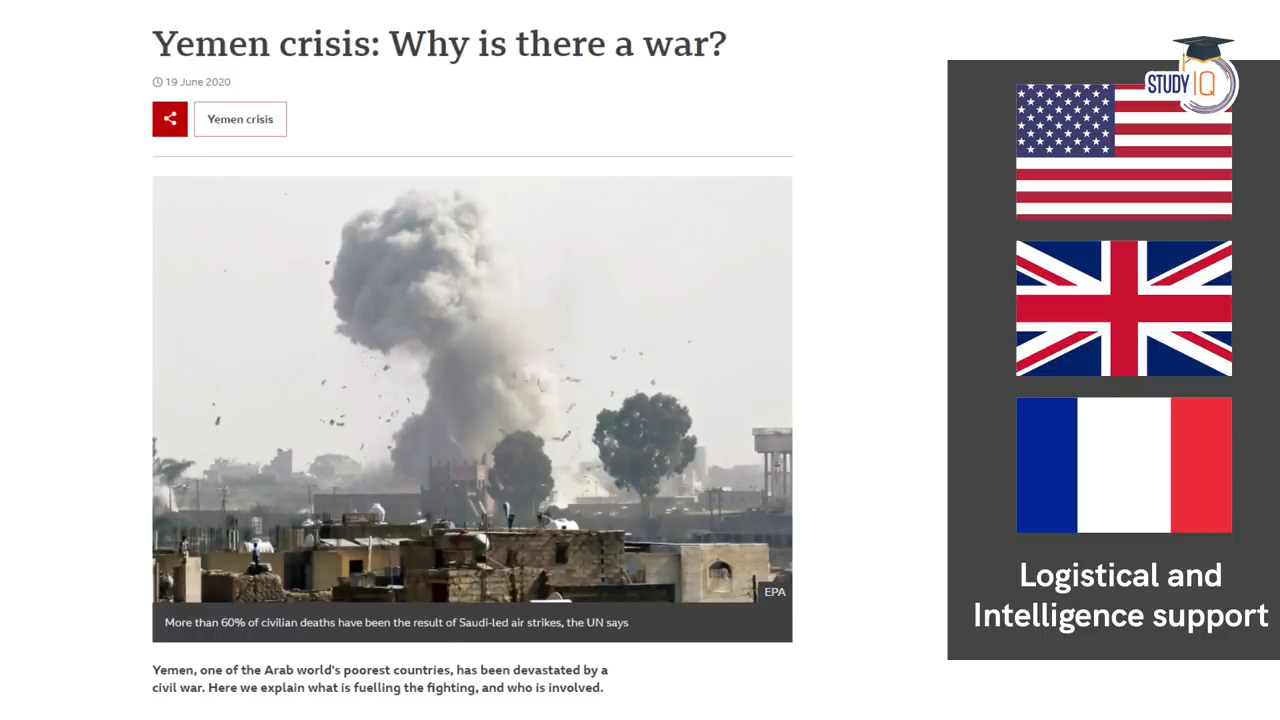 Yemen crisis: Why is there a war?
19 June 2020
Yemen crisis
EPA
More than 60% of civilian deaths have been the result of Saudi-led air strikes, the UN says
Yemen, one of the Arab world's poorest countries, has been devastated by a
civil war. Here we explain what is fuelling the fighting, and who is involved.
STUDY IQ
Logistical and
Intelligence support